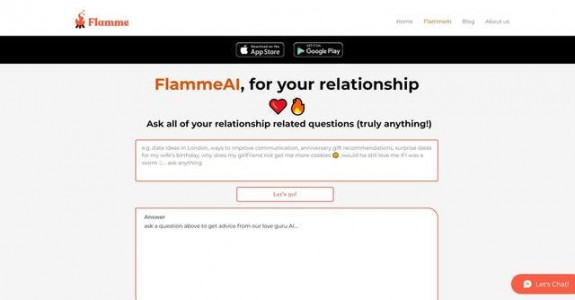 Flamme
Home FlammeAI Blog About us
Download on the App Store GET IT ON Google Play
FlammeAI, for your relationship
❤️🔥
Ask all of your relationship related questions (truly anything!)
e.g. date ideas in London, ways to improve communication, anniversary gift recommendations, surprise ideas
for my wife's birthday, why does my girlfriend not get me more cookies 😢, would he still love me if I was a
worm ... ask anything
Let's go!
Answer
ask a question above to get advice from our love guru AI...
Let's Chat!